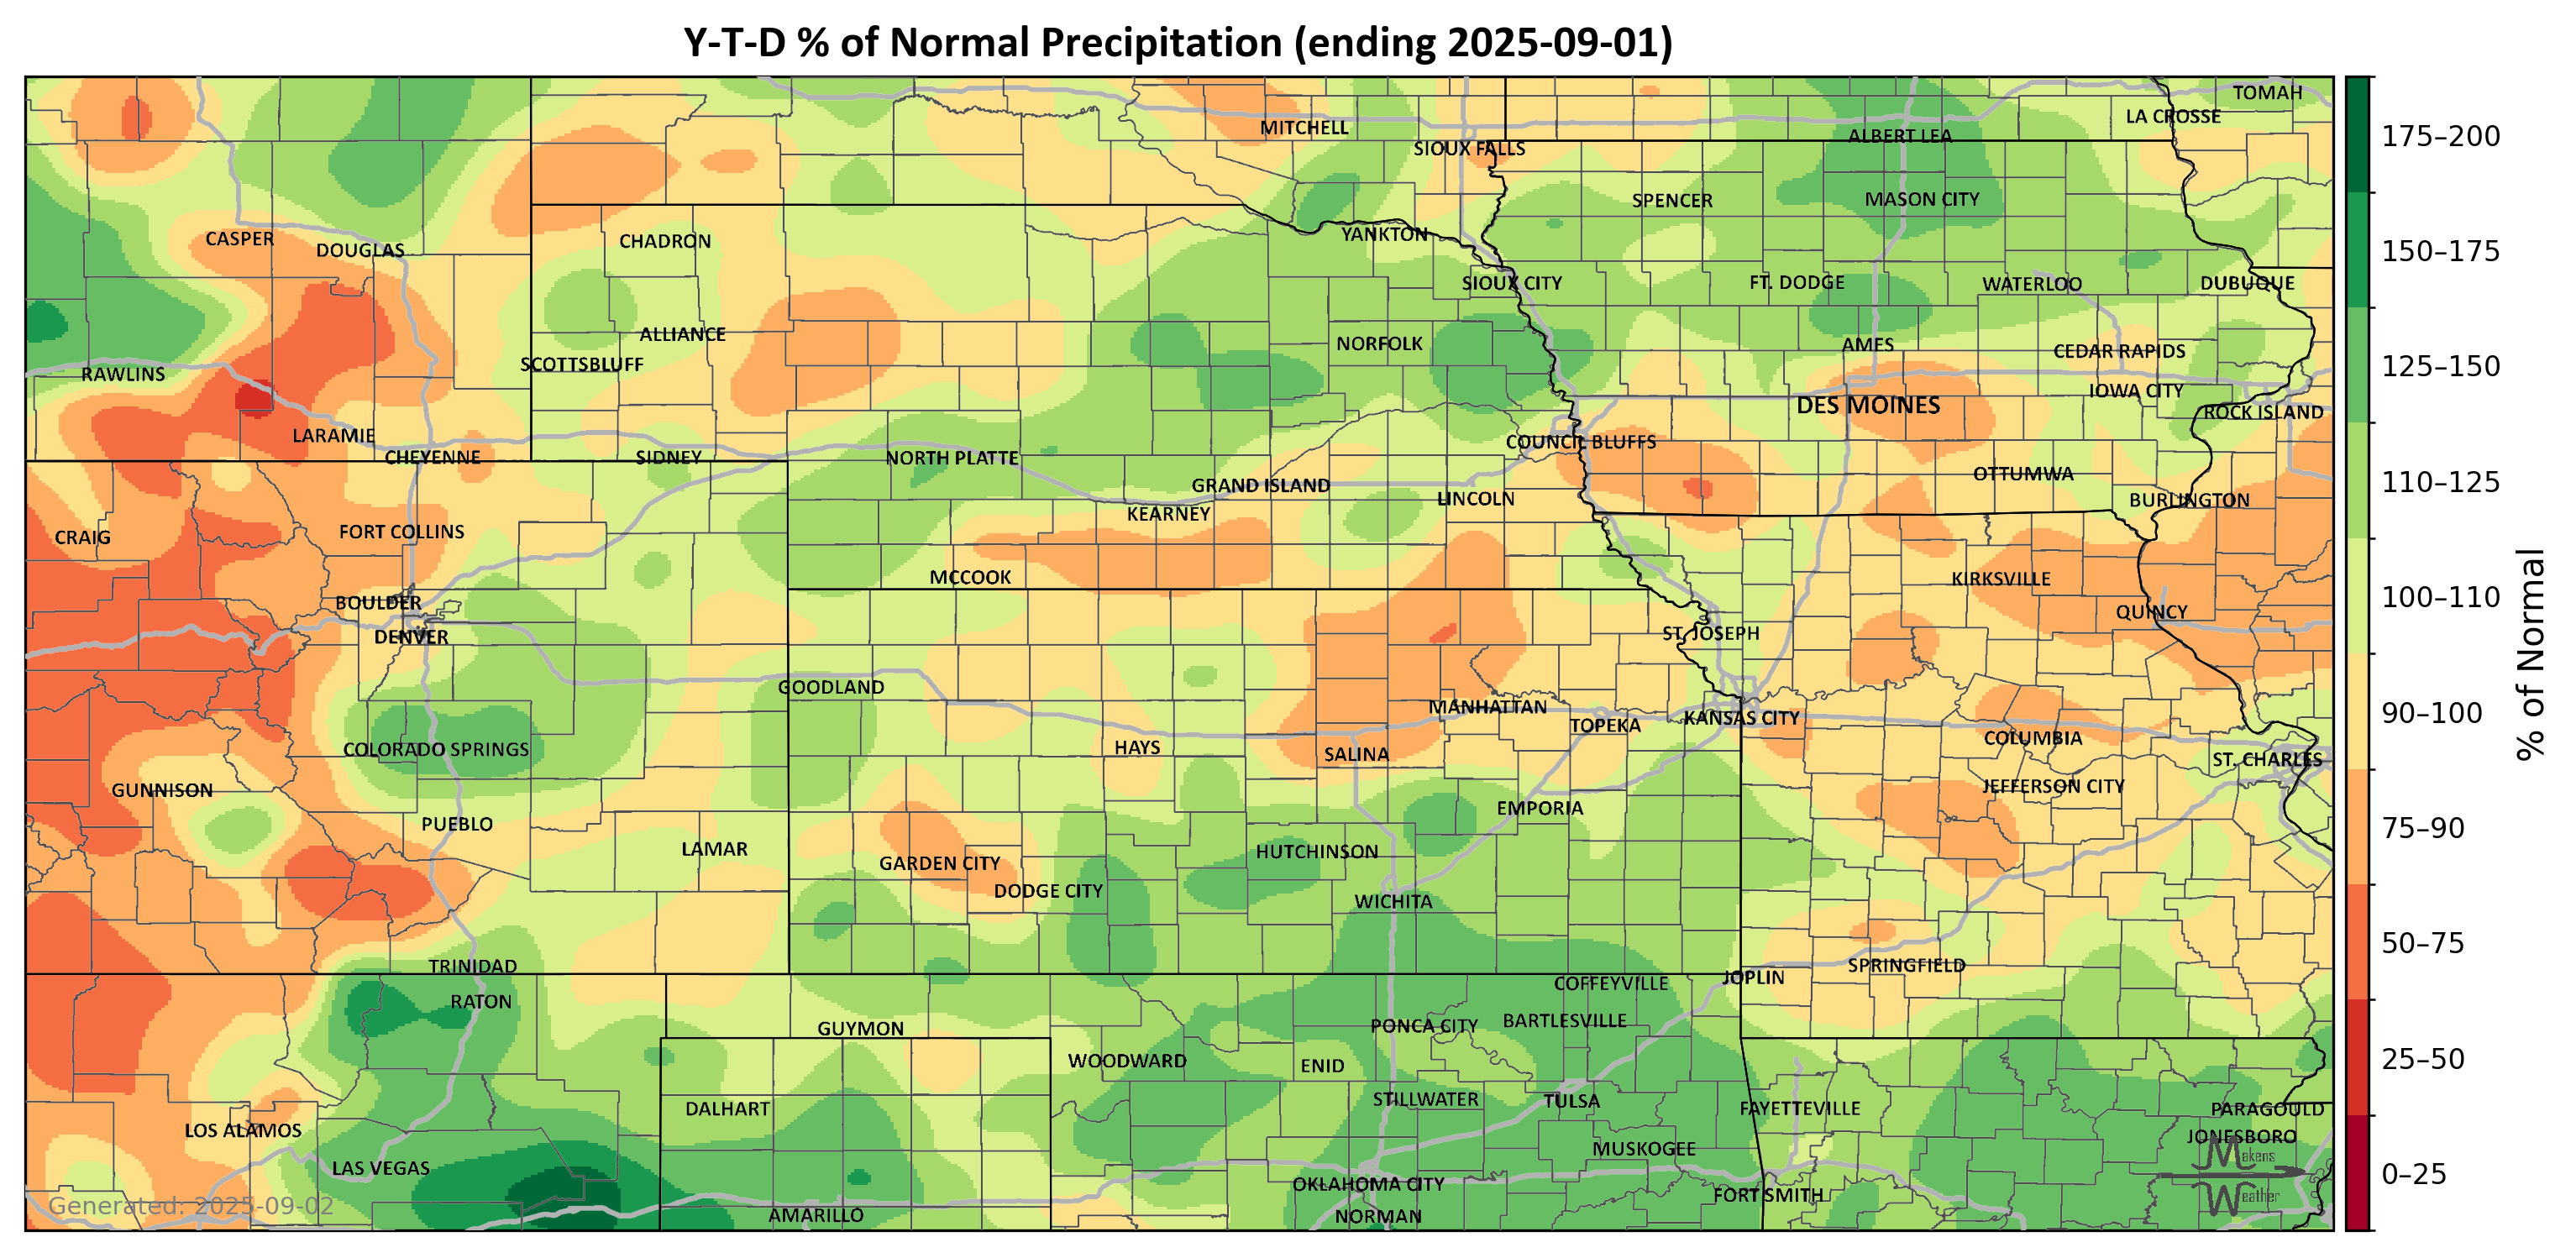 Y-T-D % of Normal Precipitation (ending 2025-09-01)
TOMAH
LA CROSSE
MITCHELL
ALBERT LEA
SIOUX FALLS
SPENCER
MASON CITY
CASPER
DOUGLAS
CHADRON
YANKTON
SIOUX CITY
FT. DODGE
WATERLOO
DUBUQUE
ALLIANCE
NORFOLK
AMES
CEDAR RAPIDS
SCOTTSBLUFF
RAWLINS
IOWA CITY
DES MOINES
ROCK ISLAND
LARAMIE
COUNCIL BLUFFS
CHEYENNE
SIDNEY
NORTH PLATTE
OTTUMWA
GRAND ISLAND
LINCOLN
BURLINGTON
KEARNEY
CRAIG
FORT COLLINS
MCCOOK
KIRKSVILLE
BOULDER
QUINCY
DENVER
ST. JOSEPH
GOODLAND
MANHATTAN
KANSAS CITY
TOPEKA
COLUMBIA
COLORADO SPRINGS
HAYS
SALINA
ST. CHARLES
GUNNISON
JEFFERSON CITY
EMPORIA
PUEBLO
LAMAR
HUTCHINSON
GARDEN CITY
DODGE CITY
WICHITA
TRINIDAD
SPRINGFIELD
JOPLIN
COFFEYVILLE
RATON
BARTLESVILLE
PONCA CITY
GUYMON
WOODWARD
ENID
STILLWATER
TULSA
DALHART
FAYETTEVILLE
PARAGOULD
LOS ALAMOS
JONESBORO
MUSKOGEE
LAS VEGAS
OKLAHOMA CITY
FORT SMITH
AMARILLO
NORMAN
Generated: 2025-09-02
Makens
Weather
175–200
150–175
125–150
110–125
100–110
90–100
75–90
50–75
25–50
0–25
% of Normal